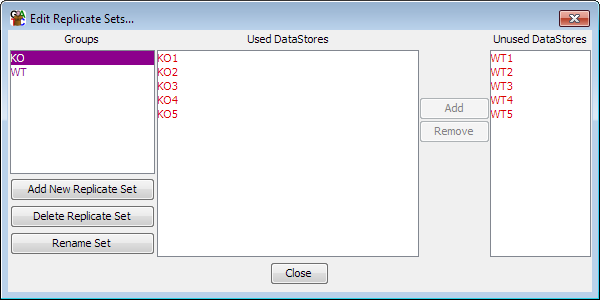 Edit Replicate Sets...
Groups
Used DataStores
Unused DataStores
KO
WT
KO1
KO2
KO3
KO4
KO5
WT1
WT2
WT3
WT4
WT5
Add
Remove
Add New Replicate Set
Delete Replicate Set
Rename Set
Close